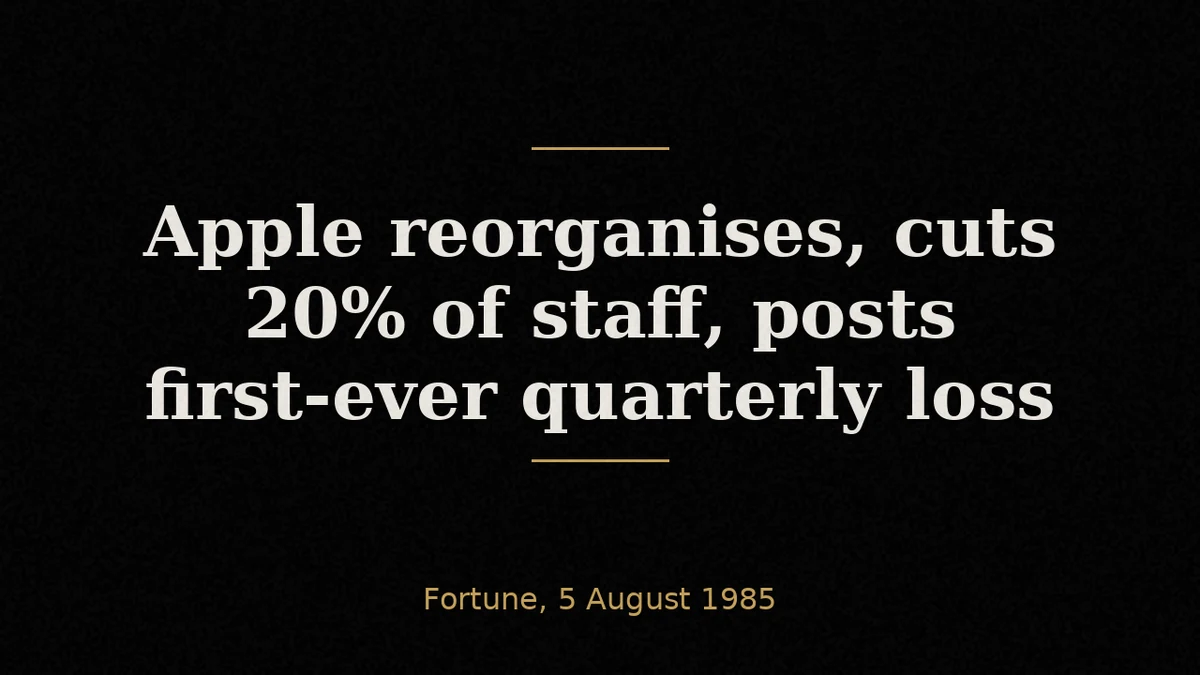 Apple reorganises, cuts
20% of staff, posts
first-ever quarterly loss
Fortune, 5 August 1985